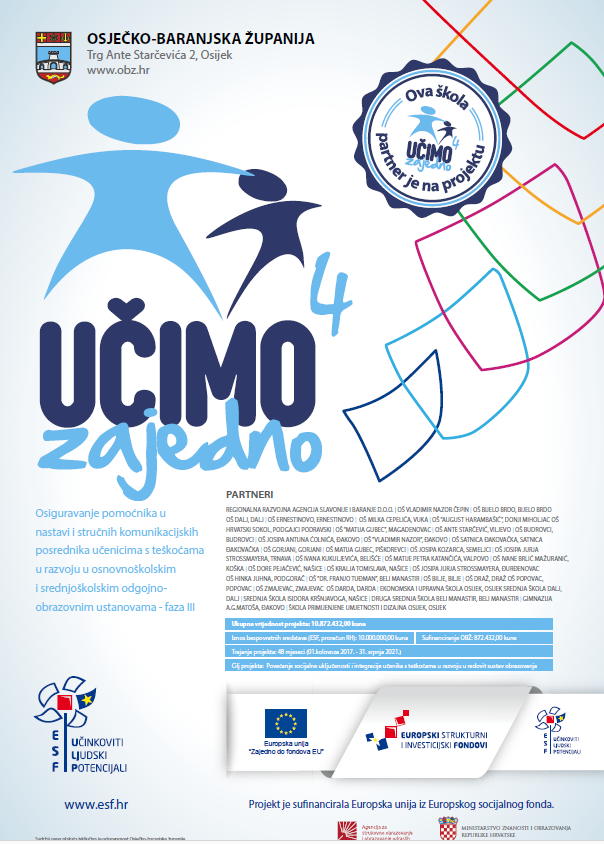 OSJEČKO-BARANJSKA ŽUPANIJA
Trg Ante Starčevića 2, Osijek
www.obz.hr
Ova škola
UČIMO
zajedno
4
partner je na projektu
4
UČIMO
zajedno
Osiguravanje pomoćnika u
nastavi i stručnih komunikacijskih
posrednika učenicima s teškoćama
u razvoju u osnovnoškolskim
i srednjoškolskim odgojno-
obrazovnim ustanovama - faza III
PARTNERI
REGIONALNA RAZVOJNA AGENCIJA SLAVONIJE I BARANJE D.O.O. | OŠ VLADIMIR NAZOR ČEPIN | OŠ BIJELO BRDO, BIJELO BRDO
OŠ DALJ, DALJ | OŠ ERNESTINOVO, ERNESTINOVO | OŠ MILKA CEPELIĆA, VUKA | OŠ "AUGUST HARAMBAŠIĆ", DONJI MIHOLJAC OŠ
HRVATSKI SOKOL, PODGAJCI PODRAVSKI | OŠ "MATIJA GUBEC", MAGADENOVAC | OŠ ANTE STARČEVIĆ, VILJEVO | OŠ BUDROVCI,
BUDROVCI | OŠ JOSIPA ANTUNA ĆOLNIĆA, ĐAKOVO | OŠ "VLADIMIR NAZOR", ĐAKOVO | OŠ SATNICA ĐAKOVAČKA, SATNICA
ĐAKOVAČKA | OŠ GORJANI, GORJANI | OŠ MATIJA GUBEC, PIŠKOREVCI | OŠ JOSIPA KOZARCA, SEMELJCI | OŠ JOSIPA JURJA
STROSSMAYERA, TRNAVA | OŠ IVANA KUKULJEVIĆA, BELIŠĆE | OŠ MATIJE PETRA KATANČIĆA, VALPOVO | OŠ IVANE BRLIĆ MAŽURANIĆ,
KOŠKA | OŠ DORE PEJAČEVIĆ, NAŠICE | OŠ KRALJA TOMISLAVA, NAŠICE | OŠ JOSIPA JURJA STROSSMAYERA, ĐURĐENOVAC
OŠ HINKA JUHNA, PODGORAČ | OŠ "DR. FRANJO TUĐMAN", BELI MANASTIR | OŠ BILJE, BILJE | OŠ DRAŽ, DRAŽ OŠ POPOVAC,
POPOVAC | OŠ ZMAJEVAC, ZMAJEVAC OŠ DARDA, DARDA | EKONOMSKA I UPRAVNA ŠKOLA OSIJEK, OSIJEK SREDNJA ŠKOLA DALJ,
DALJ | SREDNJA ŠKOLA ISIDORA KRŠNJAVOGA, NAŠICE | DRUGA SREDNJA ŠKOLA BELI MANASTIR, BELI MANASTIR | GIMNAZIJA
A.G.MATOŠA, ĐAKOVO | ŠKOLA PRIMIJENJENE UMJETNOSTI I DIZAJNA OSIJEK, OSIJEK
Ukupna vrijednost projekta: 10.872.432,00 kuna
Iznos bespovratnih sredstava (ESF, proračun RH): 10.000.000,00 kuna
Sufinanciranje OBŽ: 872.432,00 kune
Trajanje projekta: 48 mjeseci (01.kolovoza 2017. - 31. srpnja 2021.)
Cilj projekta: Povećanje socijalne uključenosti i integracije učenika s teškoćama u razvoju u redovit sustav obrazovanja
ESF
UČINKOVITI
LJUDSKI
POTENCIJALI
www.esf.hr
Europska unija
"Zajedno do fondova EU"
EUROPSKI STRUKTURNI
I INVESTICIJSKI FONDOVI
ESF
UČINKOVITI
LJUDSKI
POTENCIJALI
Projekt je sufinancirala Europska unija iz Europskog socijalnog fonda.
Agencija za
strukovno obrazovanje
i obrazovanje odraslih
MINISTARSTVO ZNANOSTI I OBRAZOVANJA
REPUBLIKE HRVATSKE